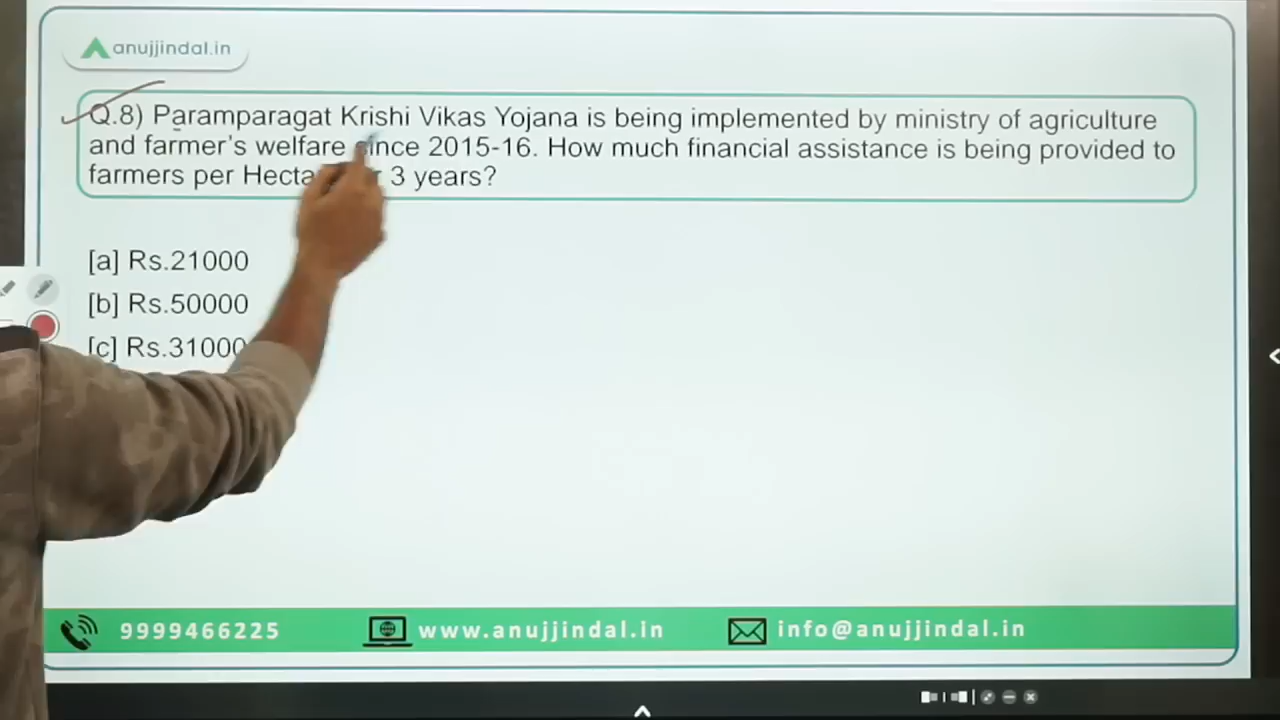 anujjindal.in
Q.8) Paramparagat Krishi Vikas Yojana is being implemented by ministry of agriculture
and farmer's welfare since 2015-16. How much financial assistance is being provided to
farmers per 3 years?
[a] Rs.21000
[b] Rs.50000
[c] Rs.31000
9999466225
www.anujjindal.in
info@anujjindal.in